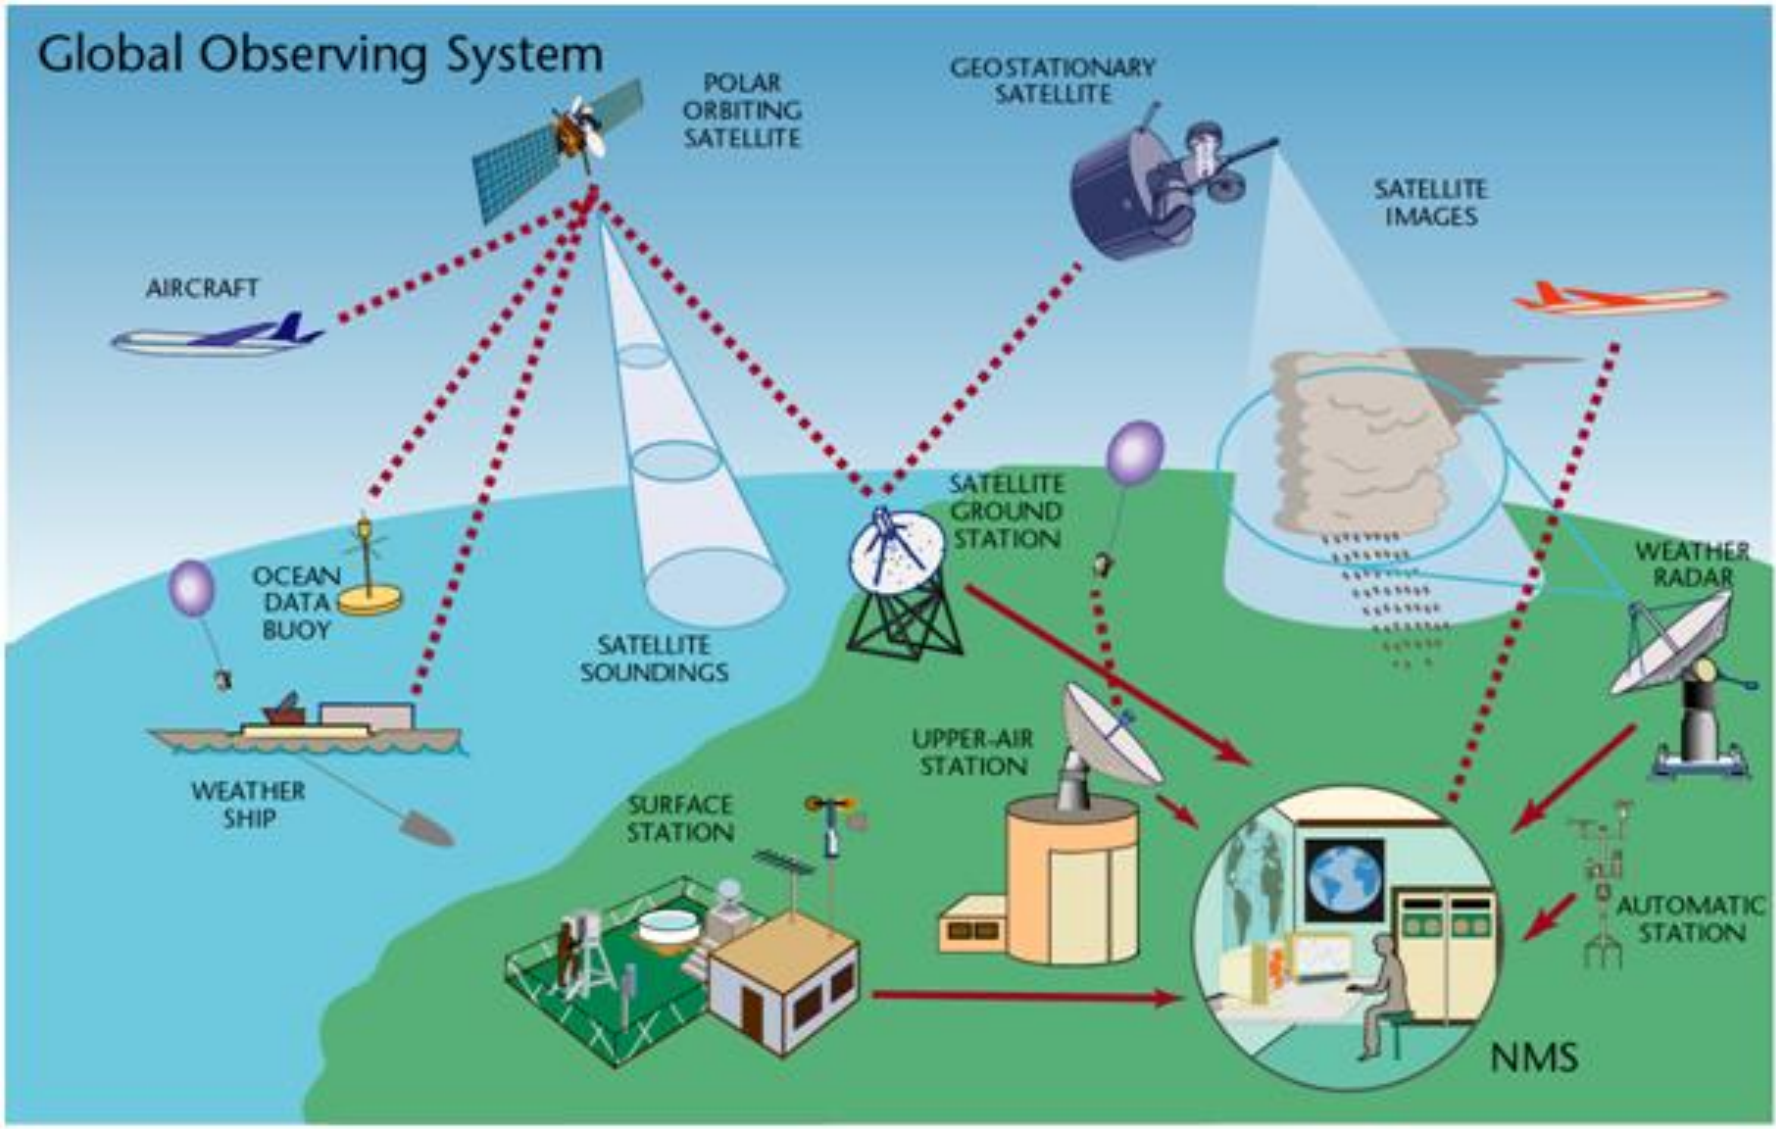 Global Observing System
POLAR
ORBITING
SATELLITE
GEOSTATIONARY
SATELLITE
SATELLITE
IMAGES
AIRCRAFT
SATELLITE
GROUND
STATION
WEATHER
RADAR
OCEAN
DATA
BUOY
SATELLITE
SOUNDINGS
UPPER-AIR
STATION
WEATHER
SHIP
SURFACE
STATION
AUTOMATIC
STATION
NMS